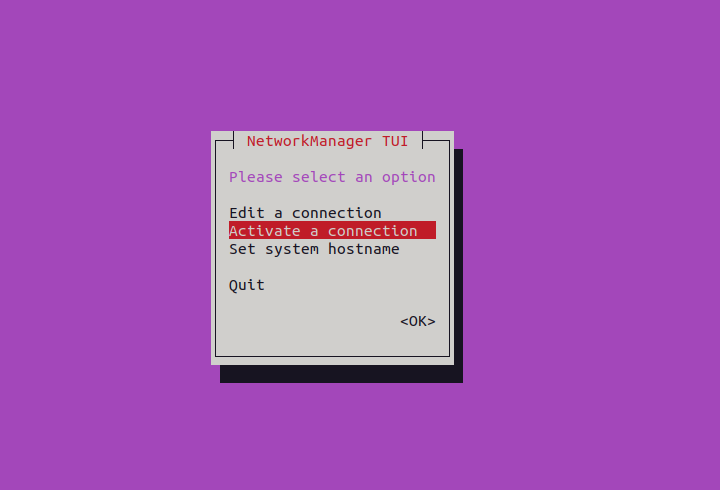 NetworkManager TUI
Please select an option
Edit a connection
Activate a connection
Set system hostname
Quit
<OK>